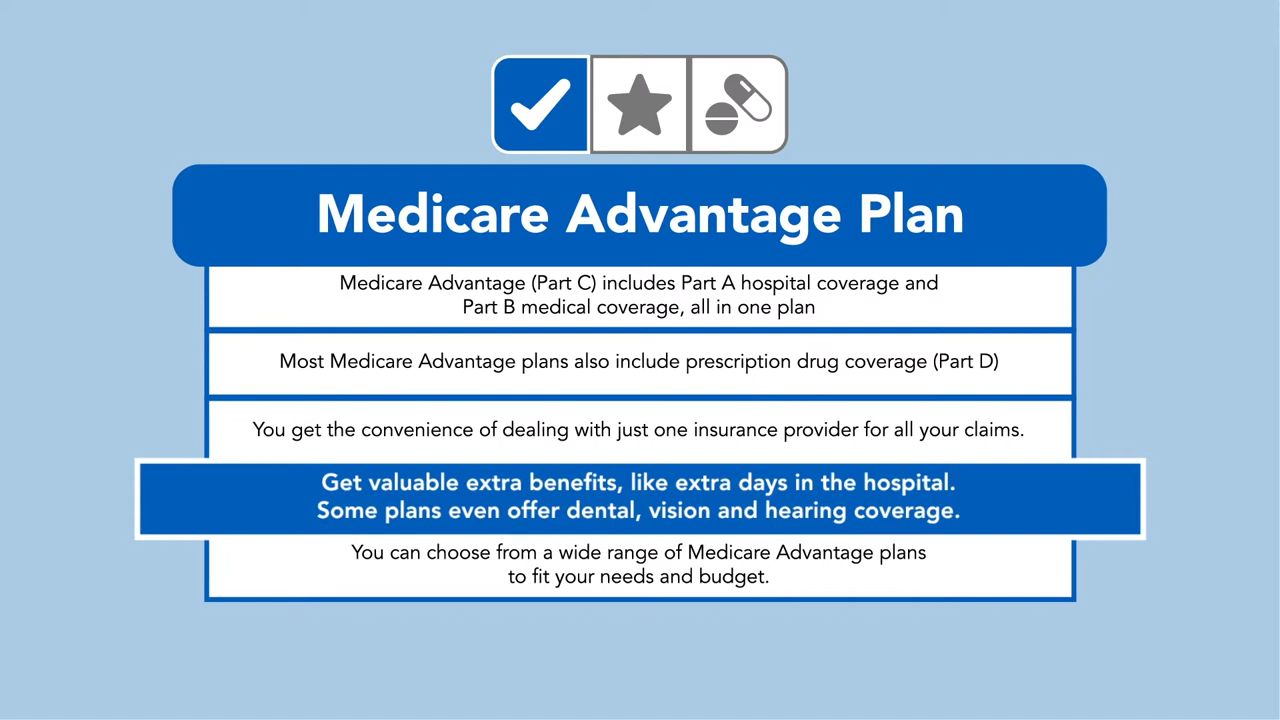 Medicare Advantage Plan
Medicare Advantage (Part C) includes Part A hospital coverage and
Part B medical coverage, all in one plan
Most Medicare Advantage plans also include prescription drug coverage (Part D)
You get the convenience of dealing with just one insurance provider for all your claims.
Get valuable extra benefits, like extra days in the hospital.
Some plans even offer dental, vision and hearing coverage.
You can choose from a wide range of Medicare Advantage plans
to fit your needs and budget.